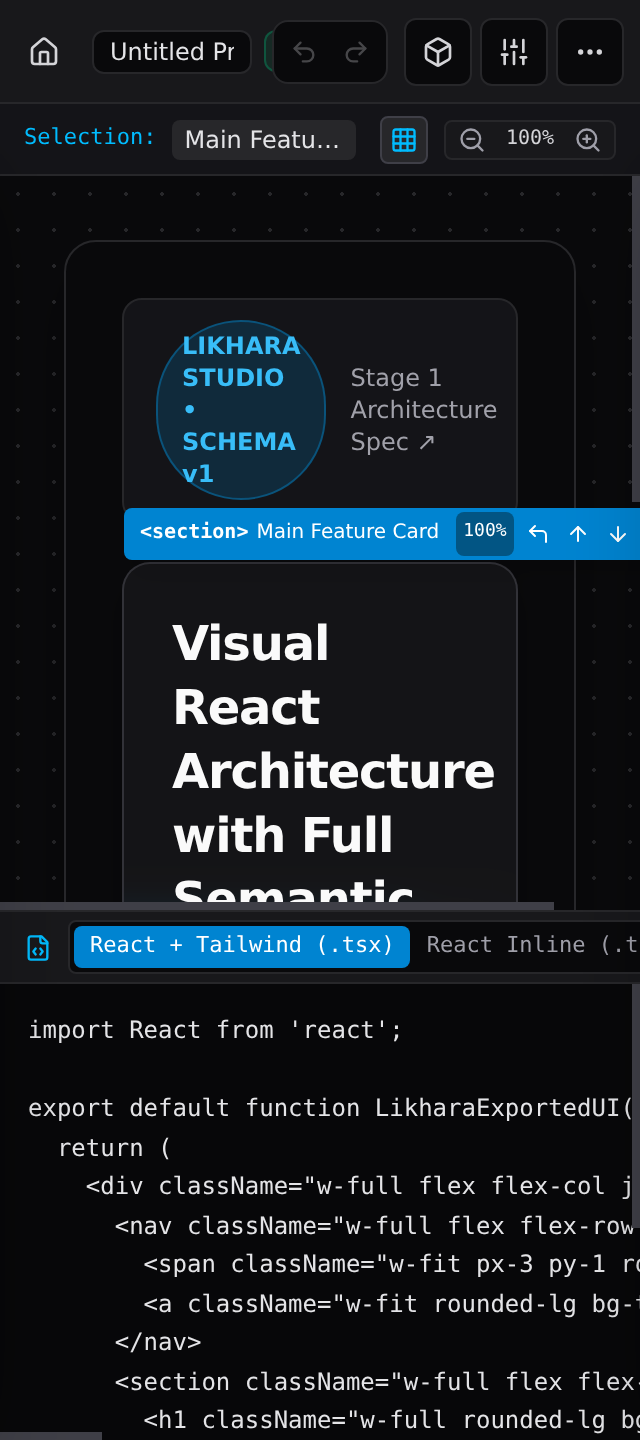 Untitled Pr
Selection: Main Featu... 100%
LIKHARA
STUDIO
•
SCHEMA
v1
Stage 1
Architecture
Spec ↗
<section> Main Feature Card 100%
Visual
React
Architecture
with Full
Semantic
React + Tailwind (.tsx) React Inline (.t
import React from 'react';
export default function LikharaExportedUI(
return (
<div className="w-full flex flex-col j
<nav className="w-full flex flex-row
<span className="w-fit px-3 py-1 ro
<a className="w-fit rounded-lg bg-t
</nav>
<section className="w-full flex flex-
<h1 className="w-full rounded-lg bg